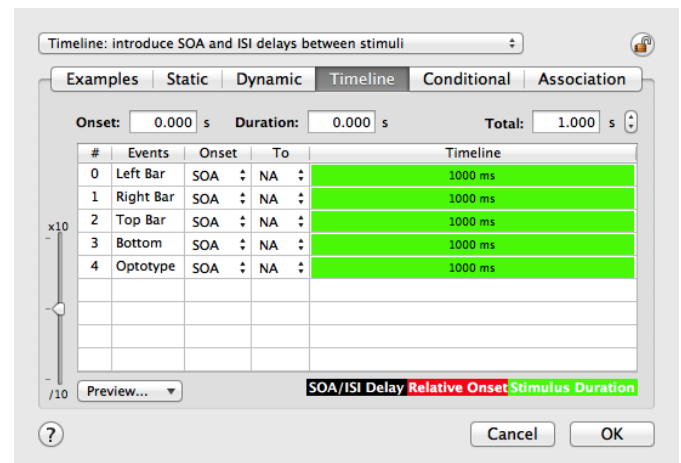 Timeline: introduce SOA and ISI delays between stimuli
Examples Static Dynamic Timeline Conditional Association
Onset: 0.000 s Duration: 0.000 s Total: 1.000 s
# Events Onset To Timeline
0 Left Bar SOA NA 1000 ms
1 Right Bar SOA NA 1000 ms
2 Top Bar SOA NA 1000 ms
3 Bottom SOA NA 1000 ms
4 Optotype SOA NA 1000 ms
x10
/10
Preview... SOA/ISI Delay Relative Onset Stimulus Duration
? Cancel OK